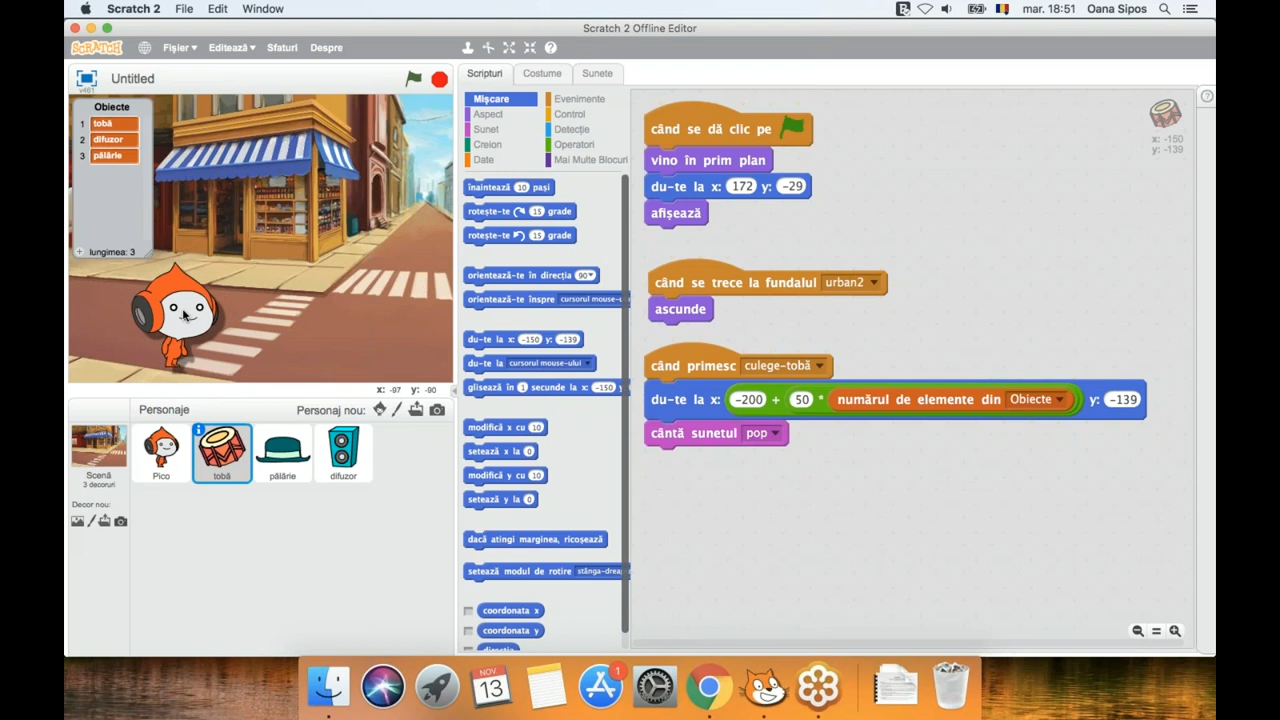 Scratch 2 File Edit Window
mar. 18:51 Oana Sipos
Scratch 2 Offline Editor
SCRATCH Fișier Editează Sfaturi Despre
Untitled
v461
Obiecte
1 tobă
2 difuzor
3 pălărie
+ lungimea: 3
x: -97 y: -90
Personaje Personaj nou:
Scenă
3 decoruri
Decor nou:
Pico
tobă
pălărie
difuzor
Scripturi Costume Sunete
Mișcare Evenimente
Aspect Control
Sunet Detecție
Creion Operatori
Date Mai Multe Blocuri
înaintează 10 pași
rotește-te 15 grade
rotește-te 15 grade
orientează-te în direcția 90
orientează-te înspre cursorul
du-te la x: -150 y: -139
du-te la cursorul mouse-ului
glisează în 1 secunde la x: -150
modifică x cu 10
setează x la 0
modifică y cu 10
setează y la 0
dacă atingi marginea, ricoșează
setează modul de rotire
coordonata x
coordonata y
când se dă clic pe
vino în prim plan
du-te la x: 172 y: -29
afișează
când se trece la fundalul urban2
ascunde
când primesc culege-tobă
du-te la x: -200 + 50 * numărul de elemente din Obiecte y: -139
cântă sunetul pop
x: -150
y: -139
NOV
13
1